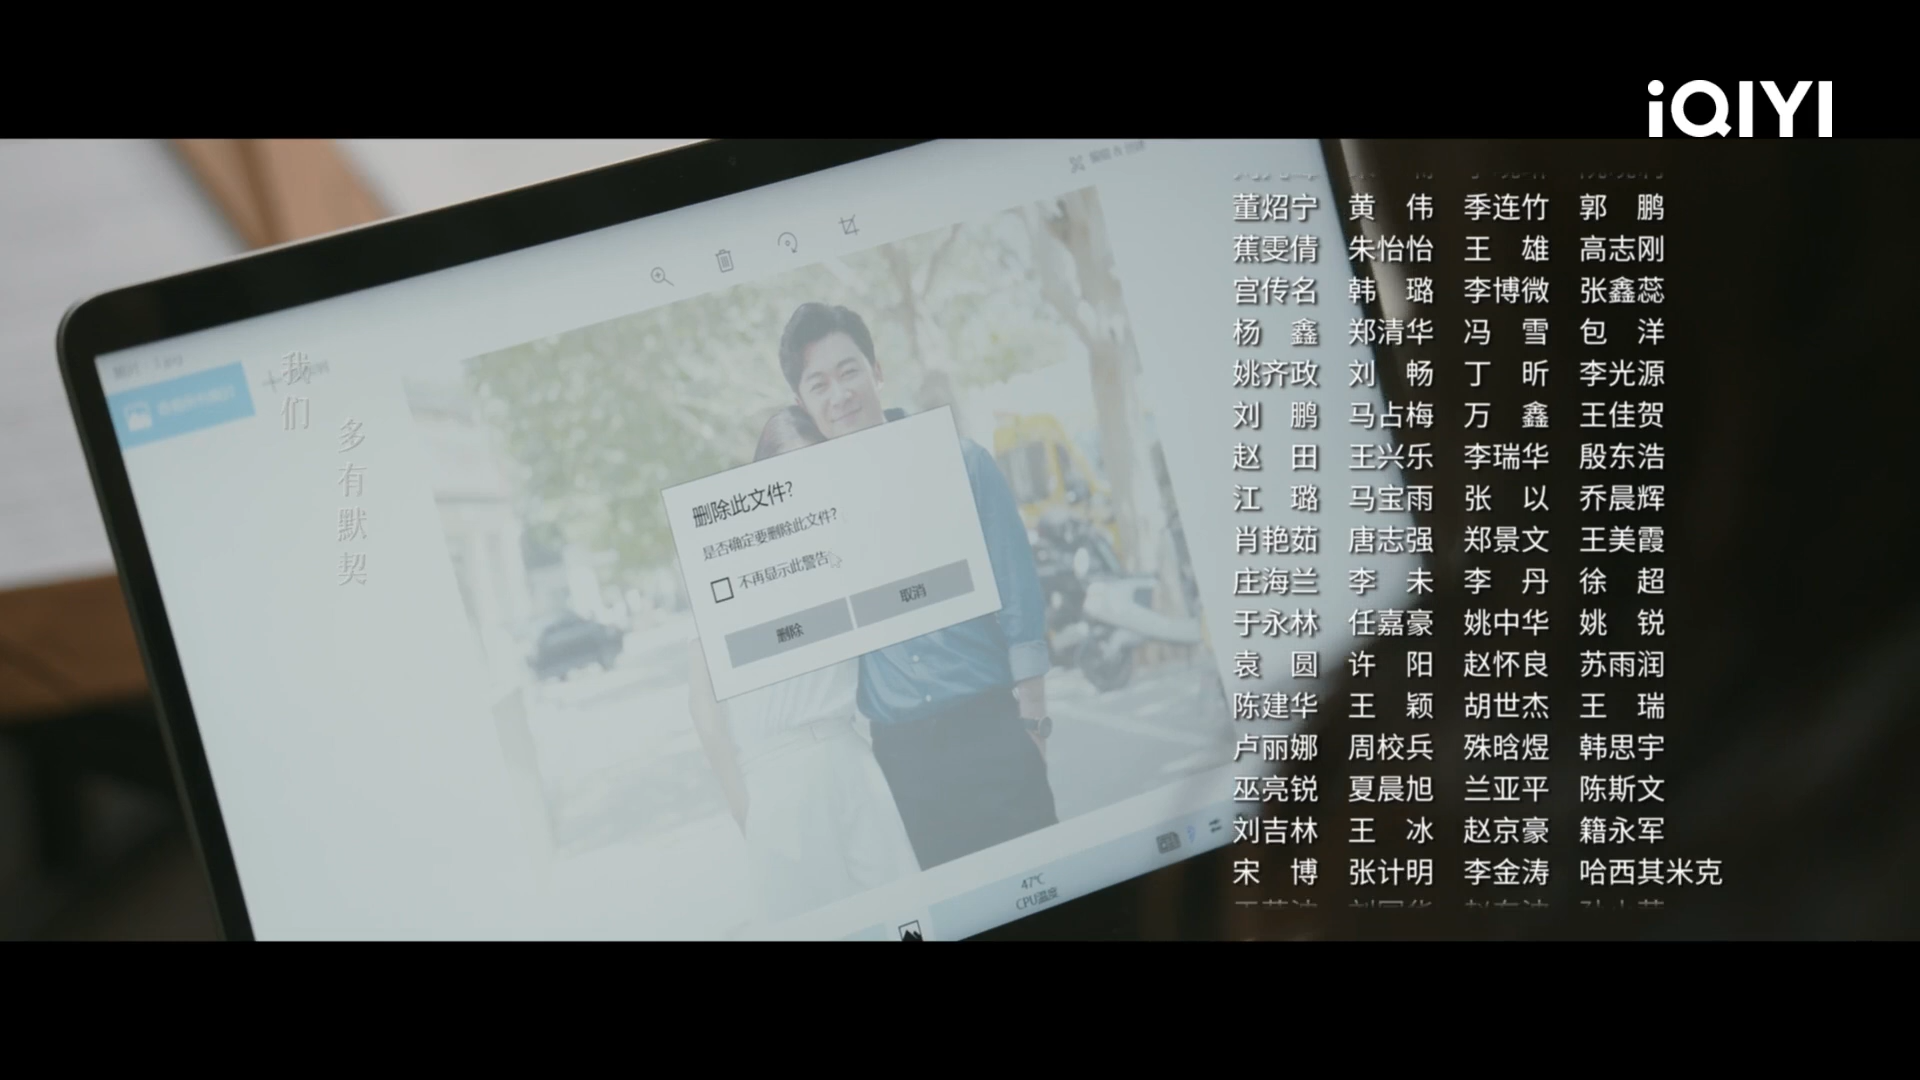 iQIYI
董炤宁 黄伟 季连竹 郭鹏
蕉雯倩 朱怡怡 王雄 高志刚
宫传名 韩璐 李博微 张鑫蕊
杨鑫 郑清华 冯雪 包洋
姚齐政 刘畅 丁昕 李光源
刘鹏 马占梅 万鑫 王佳贺
赵田 王兴乐 李瑞华 殷东浩
江璐 马宝雨 张以 乔晨辉
肖艳茹 唐志强 郑景文 王美霞
庄海兰 李未 李丹 徐超
于永林 任嘉豪 姚中华 姚锐
袁圆 许阳 赵怀良 苏雨润
陈建华 王颖 胡世杰 王瑞
卢丽娜 周校兵 殊晗煜 韩思宇
巫亮锐 夏晨旭 兰亚平 陈斯文
刘吉林 王冰 赵京豪 籍永军
宋博 张计明 李金涛 哈西其米克
我们
多有默契
删除此文件?
是否确定要删除此文件?
不再显示此警告
删除
取消
47℃
CPU温度